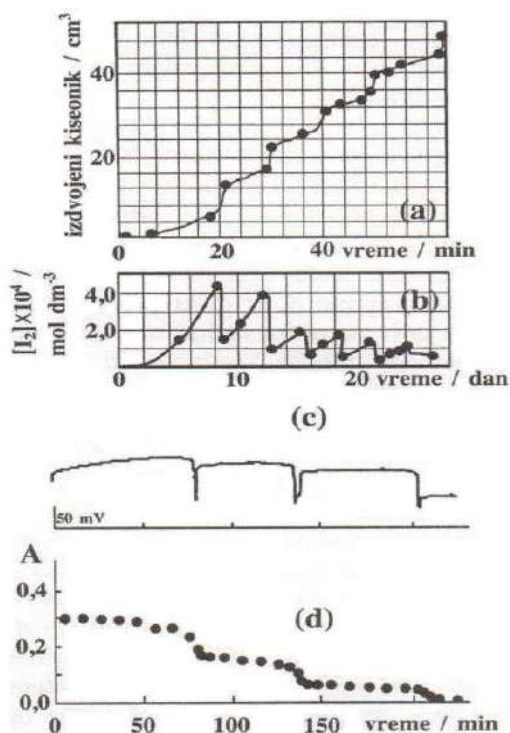 izdvojeni kiseonik / cm³
40
20
(a)
20 40 vreme / min
[I₂]×10⁴ /
mol dm⁻³
4,0
2,0
(b)
0 10 20 vreme / dan
(c)
50 mV
A
0,4
0,2
0,0
(d)
0 50 100 150 vreme / min